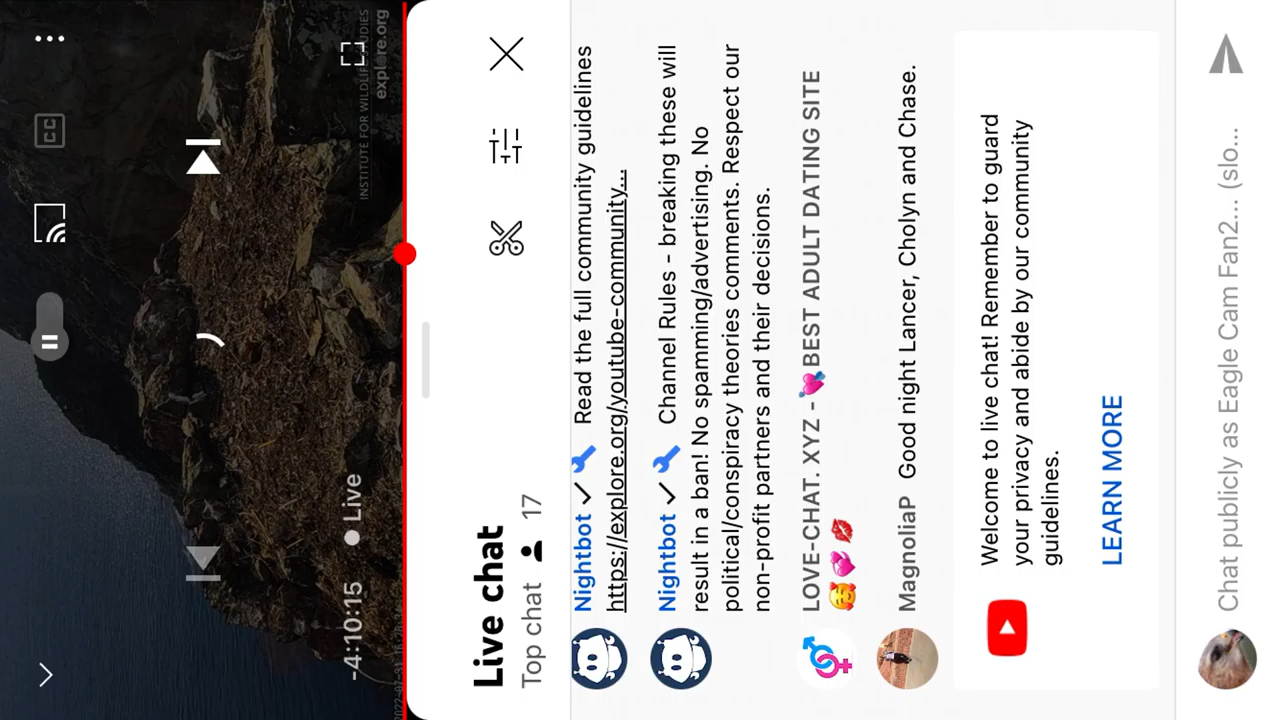 INSTITUTE FOR WILDLIFE STUDIES
explore.org
-4:10:15 Live
Live chat
Top chat 17
Nightbot Read the full community guidelines
https://explore.org/youtube-community...
Nightbot Channel Rules - breaking these will
result in a ban! No spamming/advertising. No
political/conspiracy theories comments. Respect our
non-profit partners and their decisions.
LOVE-CHAT. XYZ - 💘BEST ADULT DATING SITE
🥰💞💋
MagnoliaP Good night Lancer, Cholyn and Chase.
Welcome to live chat! Remember to guard
your privacy and abide by our community
guidelines.
LEARN MORE
Chat publicly as Eagle Cam Fan2... (slo...